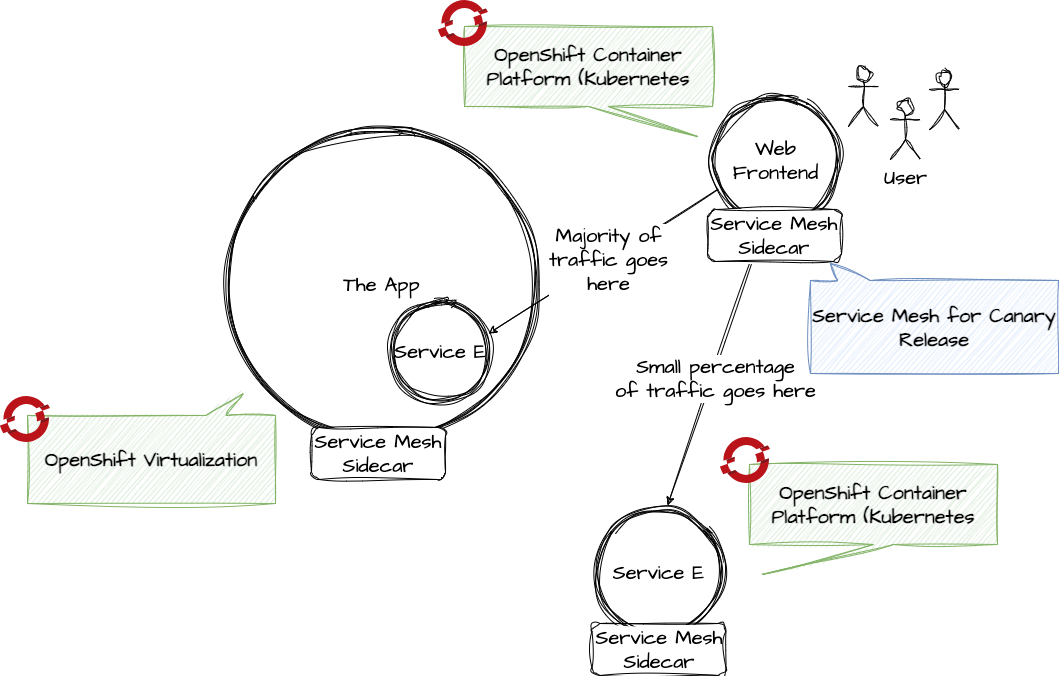 OpenShift Container
Platform (Kubernetes
Web
Frontend
User
Service Mesh
Sidecar
Majority of
traffic goes
here
The App
Service E
Service Mesh for Canary
Release
Small percentage
of traffic goes here
OpenShift Virtualization
Service Mesh
Sidecar
OpenShift Container
Platform (Kubernetes
Service E
Service Mesh
Sidecar